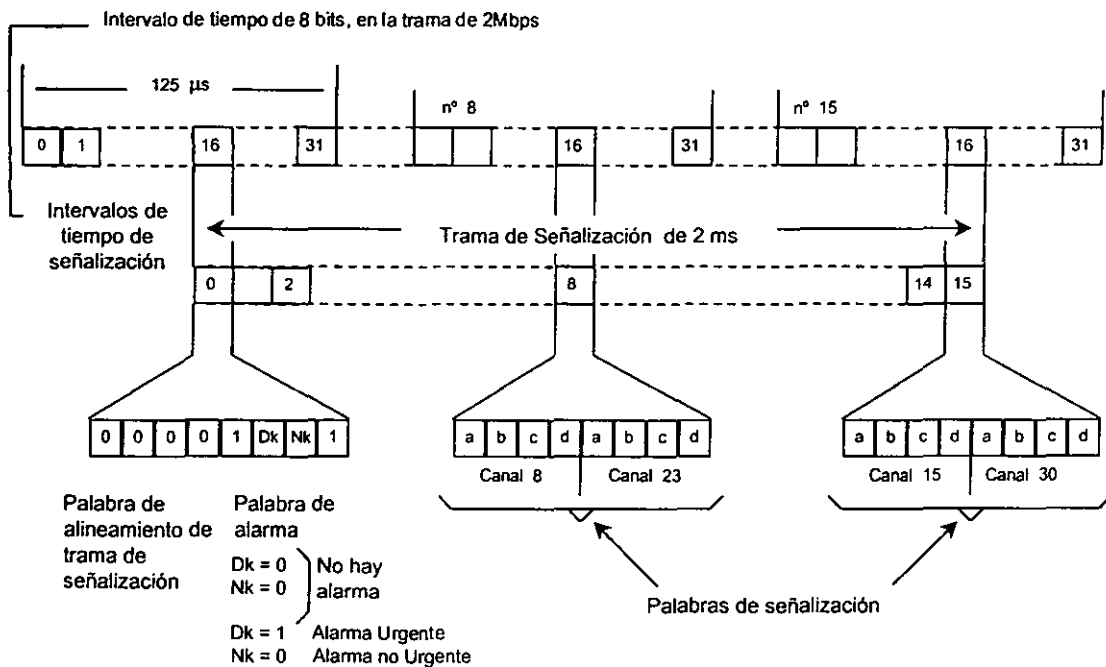 Intervalo de tiempo de 8 bits, en la trama de 2Mbps
125 µs
nº 8
nº 15
0 1 16 31 16 31 16 31
Intervalos de
tiempo de
señalización
Trama de Señalización de 2 ms
0 2 8 14 15
0 0 0 0 1 Dk Nk 1
a b c d a b c d
a b c d a b c d
Canal 8 Canal 23
Canal 15 Canal 30
Palabra de
alineamiento de
trama de
señalización
Palabra de
alarma
Dk = 0
Nk = 0
No hay
alarma
Dk = 1 Alarma Urgente
Nk = 0 Alarma no Urgente
Palabras de señalización